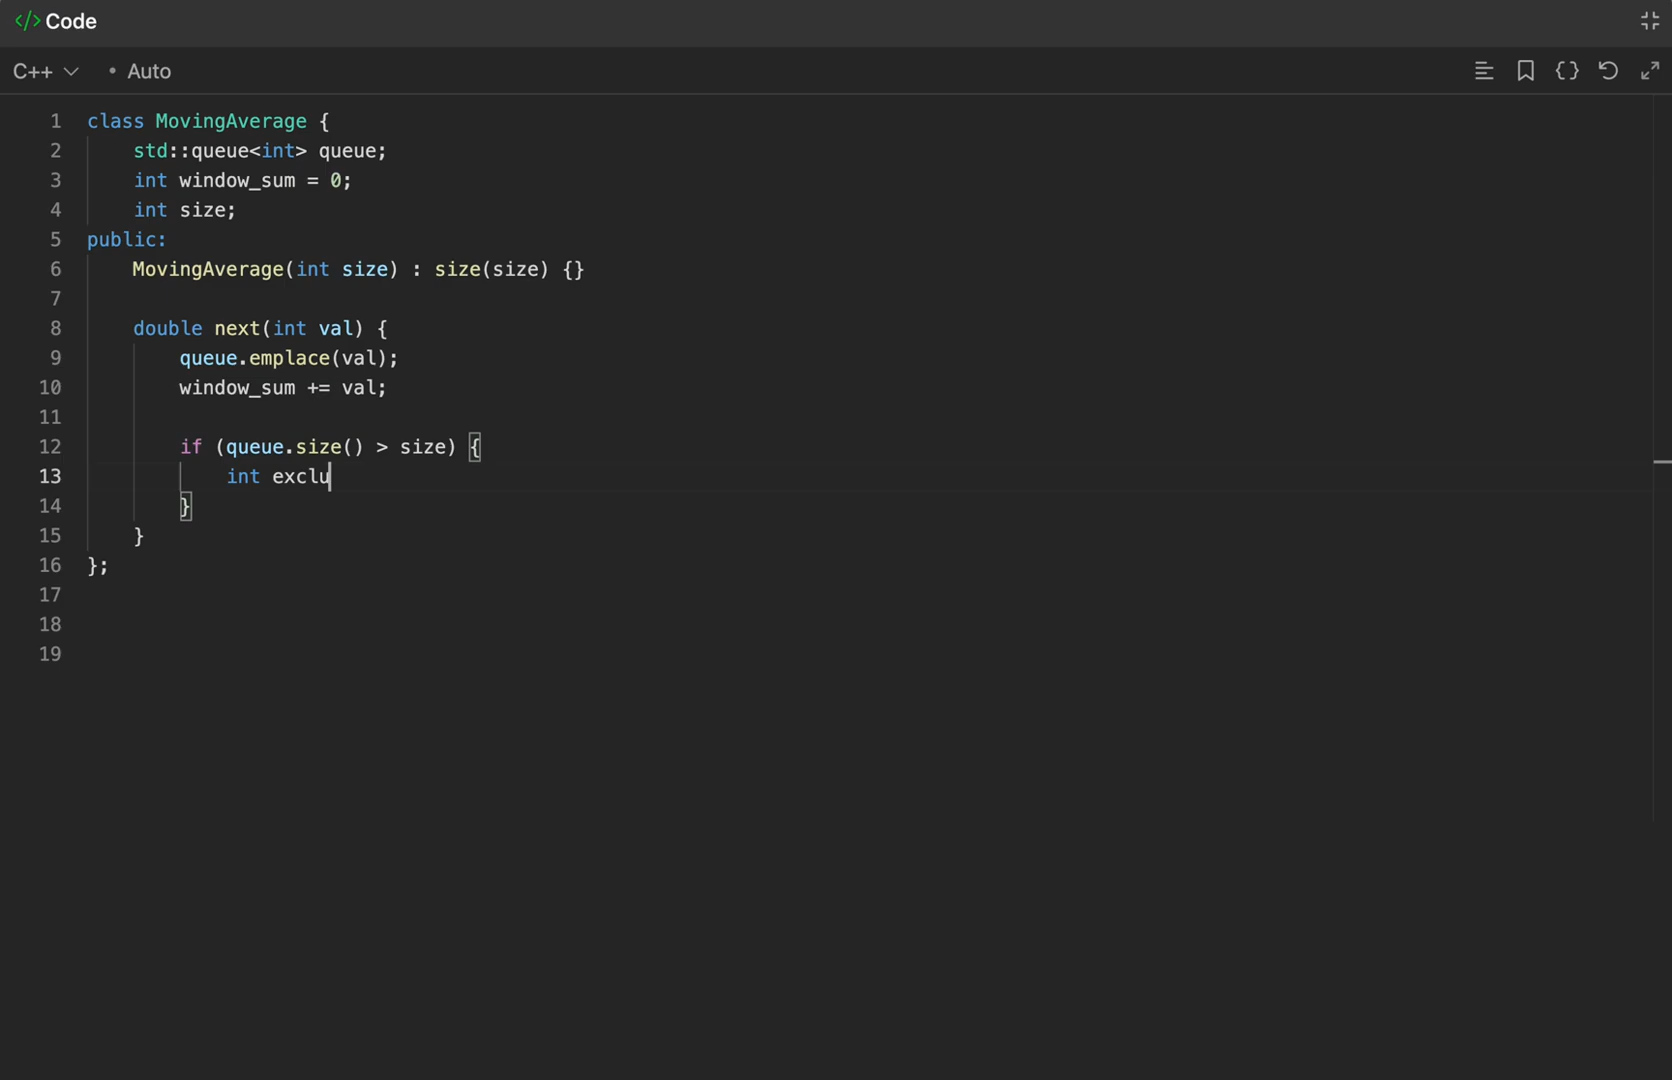 </> Code
C++ • Auto
1 class MovingAverage {
2     std::queue<int> queue;
3     int window_sum = 0;
4     int size;
5 public:
6     MovingAverage(int size) : size(size) {}
7
8     double next(int val) {
9         queue.emplace(val);
10         window_sum += val;
11
12         if (queue.size() > size) {
13             int exclu
14         }
15     }
16 };
17
18
19